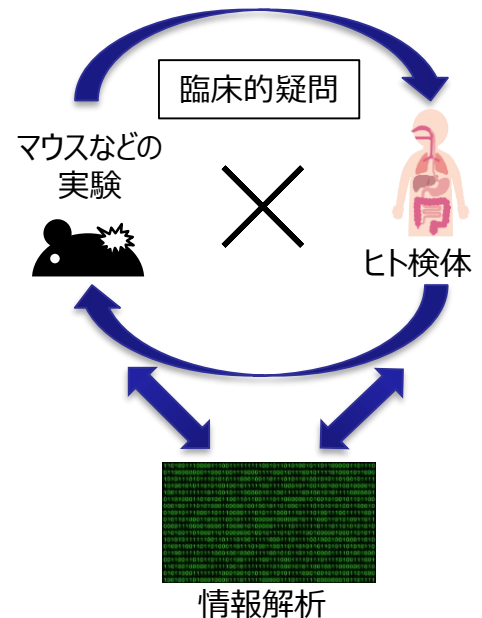 臨床的疑問
マウスなどの
実験
ヒト検体
情報解析